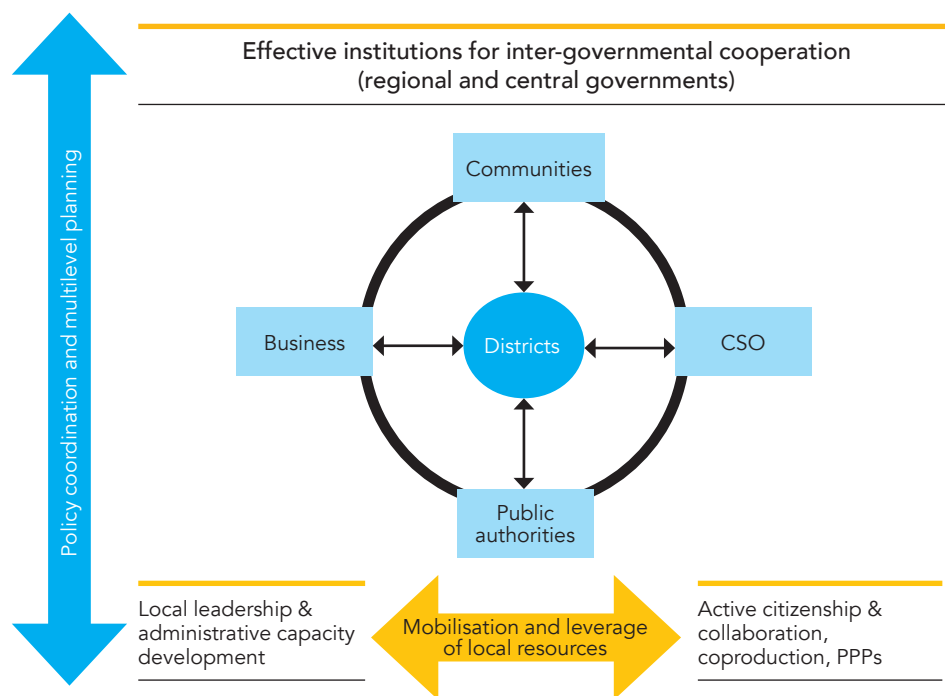 Effective institutions for inter-governmental cooperation
(regional and central governments)
Policy coordination and multilevel planning
Communities
Business
Districts
CSO
Public
authorities
Local leadership &
administrative capacity
development
Mobilisation and leverage
of local resources
Active citizenship &
collaboration,
coproduction, PPPs